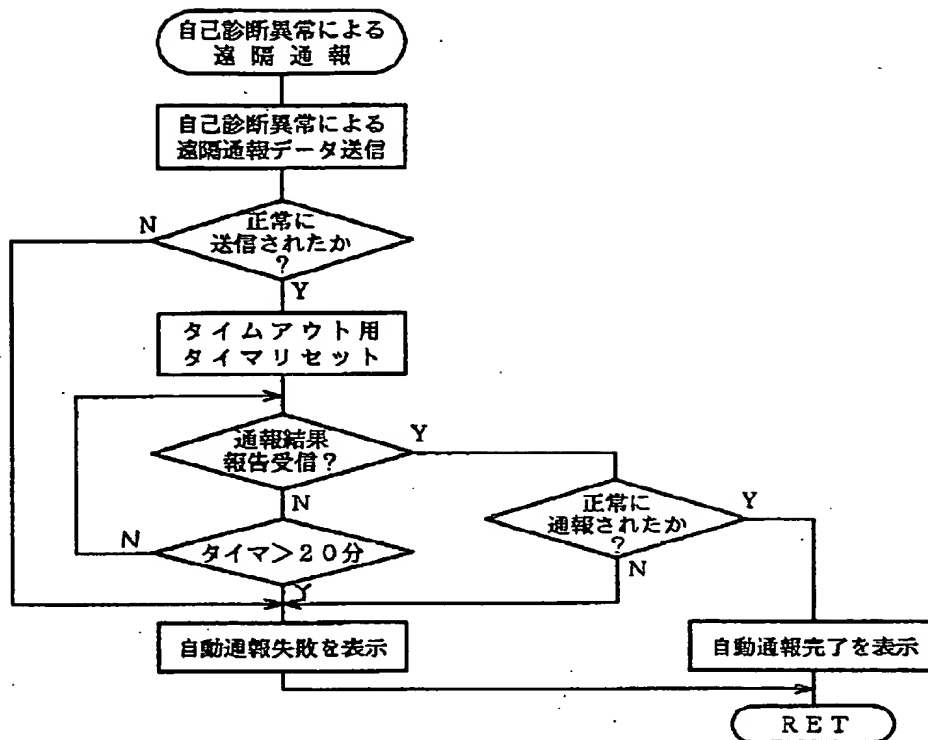 自己診断異常による
遠隔通報
自己診断異常による
遠隔通報データ送信
N
正常に
送信されたか
?
Y
タイムアウト用
タイマリセット
通報結果
報告受信?
Y
N
正常に
通報されたか
?
Y
N
N
タイマ>20分
Y
自動通報失敗を表示
自動通報完了を表示
RET